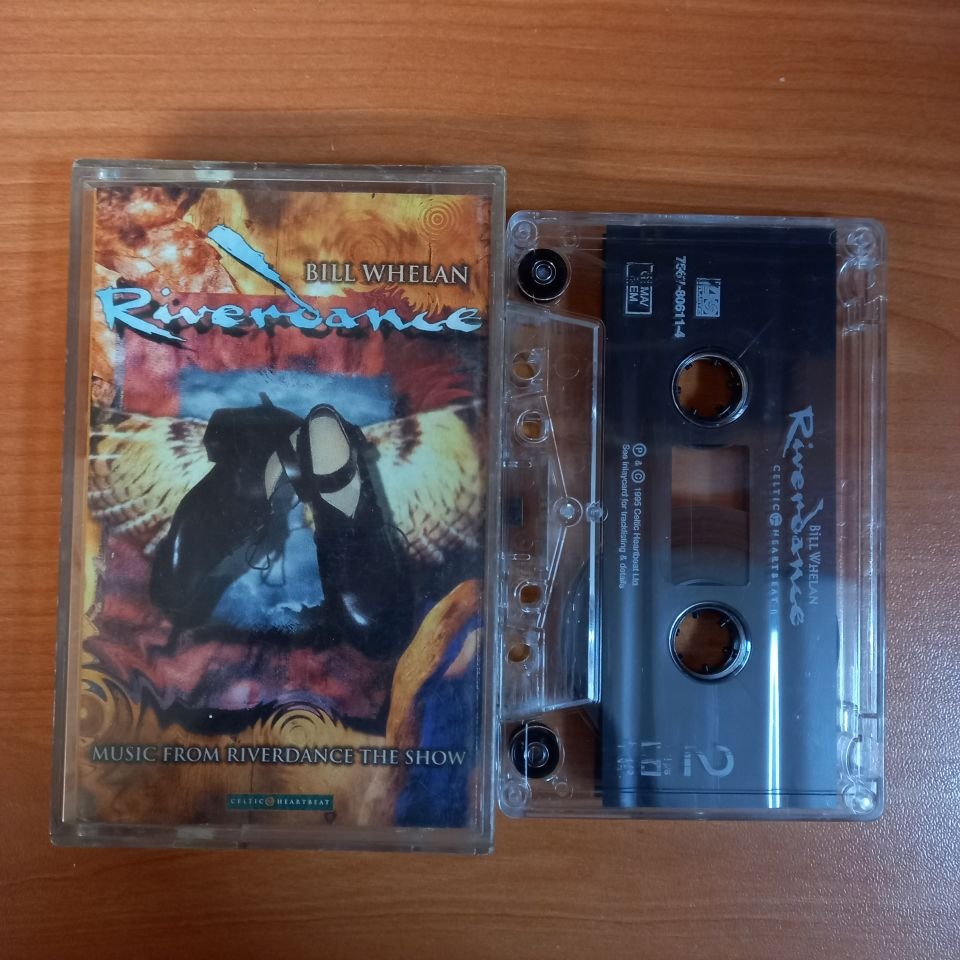 BILL WHELAN
Riverdance
MUSIC FROM RIVERDANCE THE SHOW
CELTIC HEARTBEAT
7567-80611-4
Riverdance
BILL WHELAN
CELTIC HEARTBEAT
℗ & © 1995 Celtic Heartbeat Ltd
See inlaycard for tracklisting & details
2